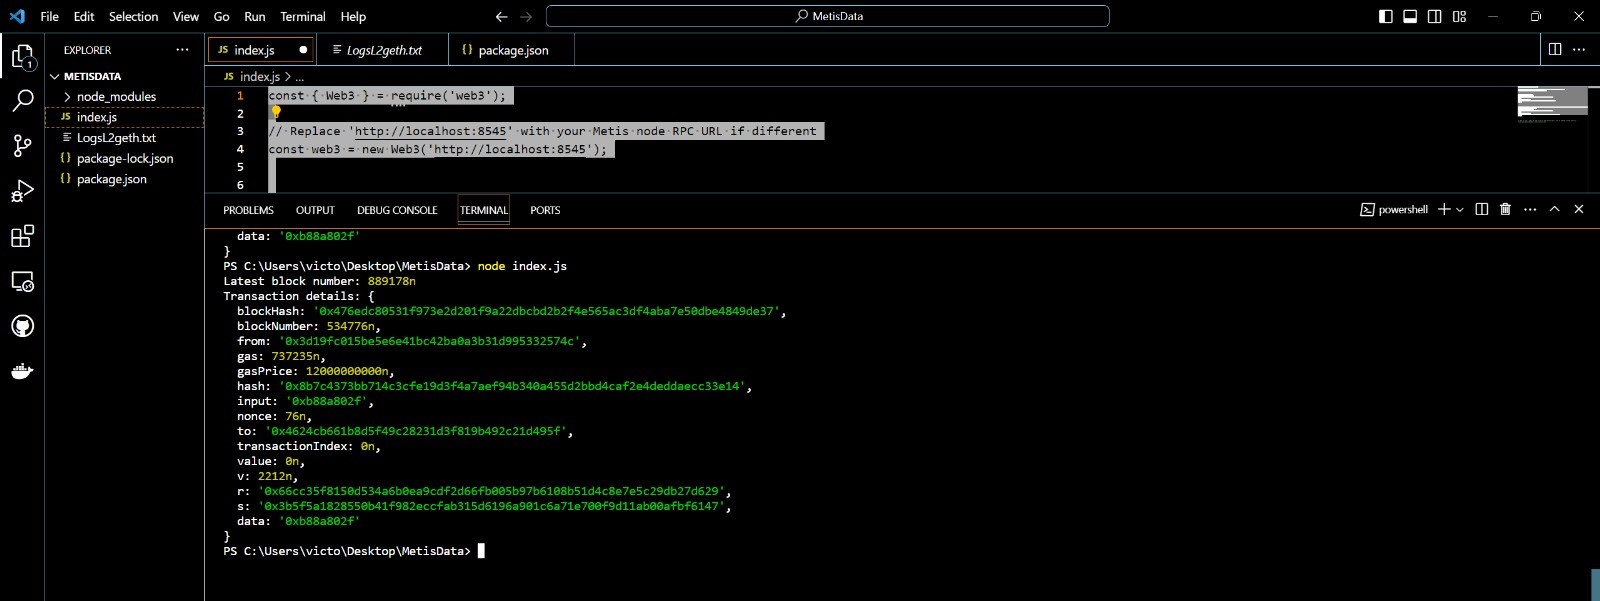 File Edit Selection View Go Run Terminal Help MetisData
EXPLORER
METISDATA
node_modules
JS index.js
LogsL2geth.txt
{} package-lock.json
{} package.json
1
JS index.js LogsL2geth.txt {} package.json
JS index.js > ...
1 const { Web3 } = require('web3');
2
3 // Replace 'http://localhost:8545' with your Metis node RPC URL if different
4 const web3 = new Web3('http://localhost:8545');
5
6
PROBLEMS OUTPUT DEBUG CONSOLE TERMINAL PORTS powershell
data: '0xb88a802f'
}
PS C:\Users\victo\Desktop\MetisData> node index.js
Latest block number: 889178n
Transaction details: {
blockHash: '0x476edc80531f973e2d201f9a22dbcbd2b2f4e565ac3df4aba7e50dbe4849de37',
blockNumber: 534776n,
from: '0x3d19fc015be5e6e41bc42ba0a3b31d995332574c',
gas: 737235n,
gasPrice: 12000000000n,
hash: '0x8b7c4373bb714c3cfe19d3f4a7aef94b340a455d2bbd4caf2e4deddaecc33e14',
input: '0xb88a802f',
nonce: 76n,
to: '0x4624cb661b8d5f49c28231d3f819b492c21d495f',
transactionIndex: 0n,
value: 0n,
v: 2212n,
r: '0x66cc35f8150d534a6b0ea9cdf2d66fb005b97b6108b51d4c8e7e5c29db27d629',
s: '0x3b5f5a1828550b41f982eccfab315d6196a901c6a71e700f9d11ab00afbf6147',
data: '0xb88a802f'
}
PS C:\Users\victo\Desktop\MetisData>